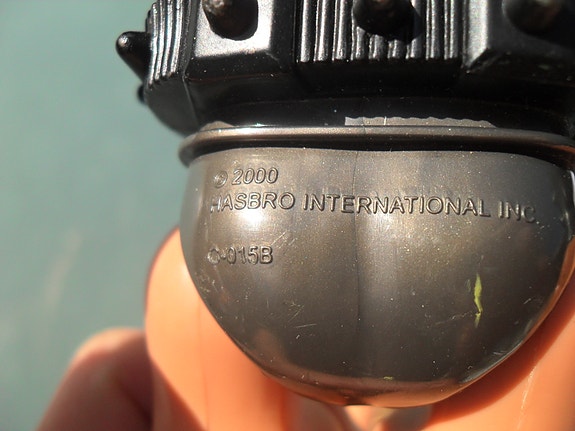 © 2000
HASBRO INTERNATIONAL INC.
C-015B